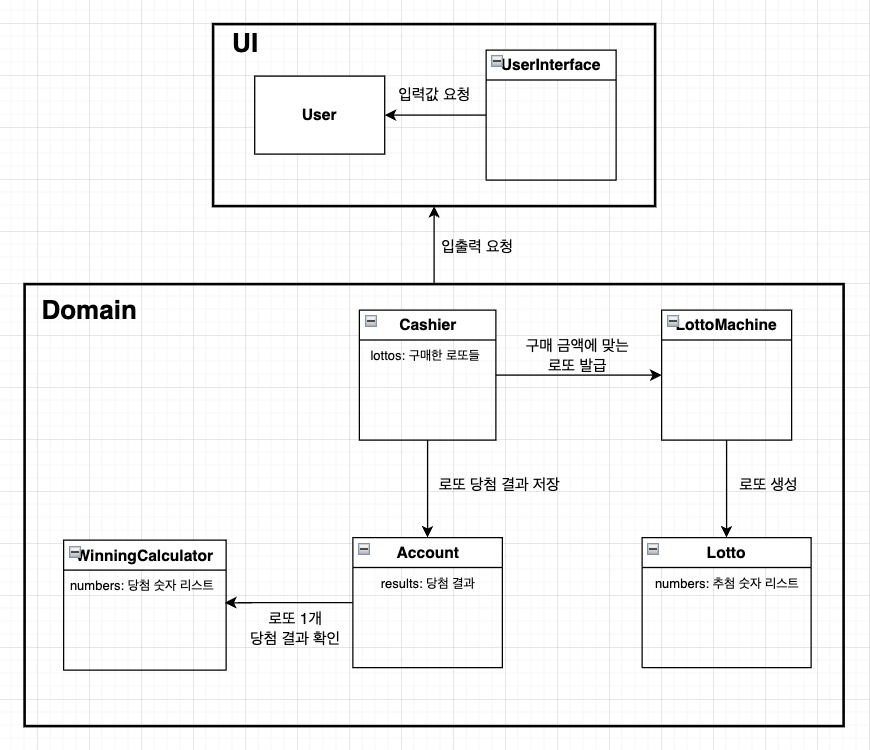 UI
UserInterface
User
입력값 요청
입출력 요청
Domain
Cashier
lottos: 구매한 로또들
구매 금액에 맞는
로또 발급
LottoMachine
로또 당첨 결과 저장
로또 생성
WinningCalculator
numbers: 당첨 숫자 리스트
로또 1개
당첨 결과 확인
Account
results: 당첨 결과
Lotto
numbers: 추첨 숫자 리스트